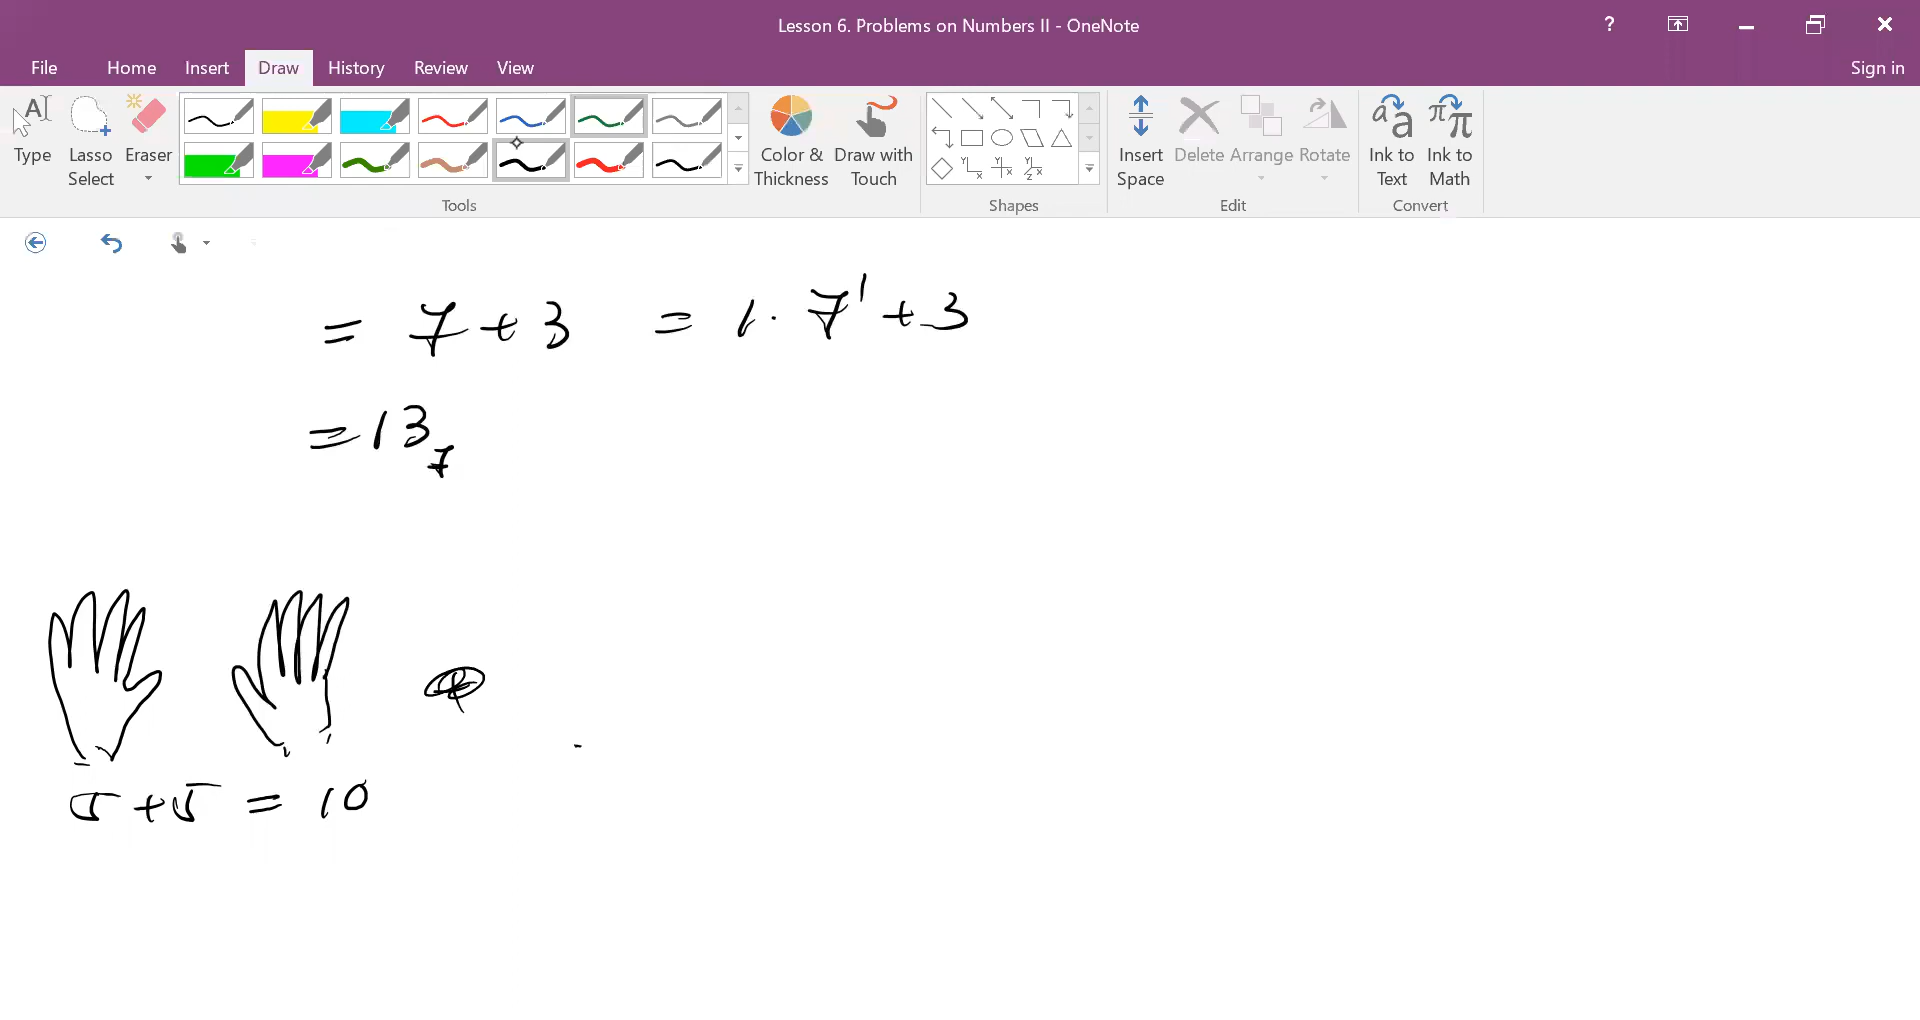 Lesson 6. Problems on Numbers II - OneNote
?
File Home Insert Draw History Review View Sign in
Type Lasso Select Eraser Color & Thickness Draw with Touch Insert Space Delete Arrange Rotate Ink to Text Ink to Math
Tools Shapes Edit Convert
= 7 + 3 = 1 · 7¹ + 3
= 13₇
5 + 5 = 10